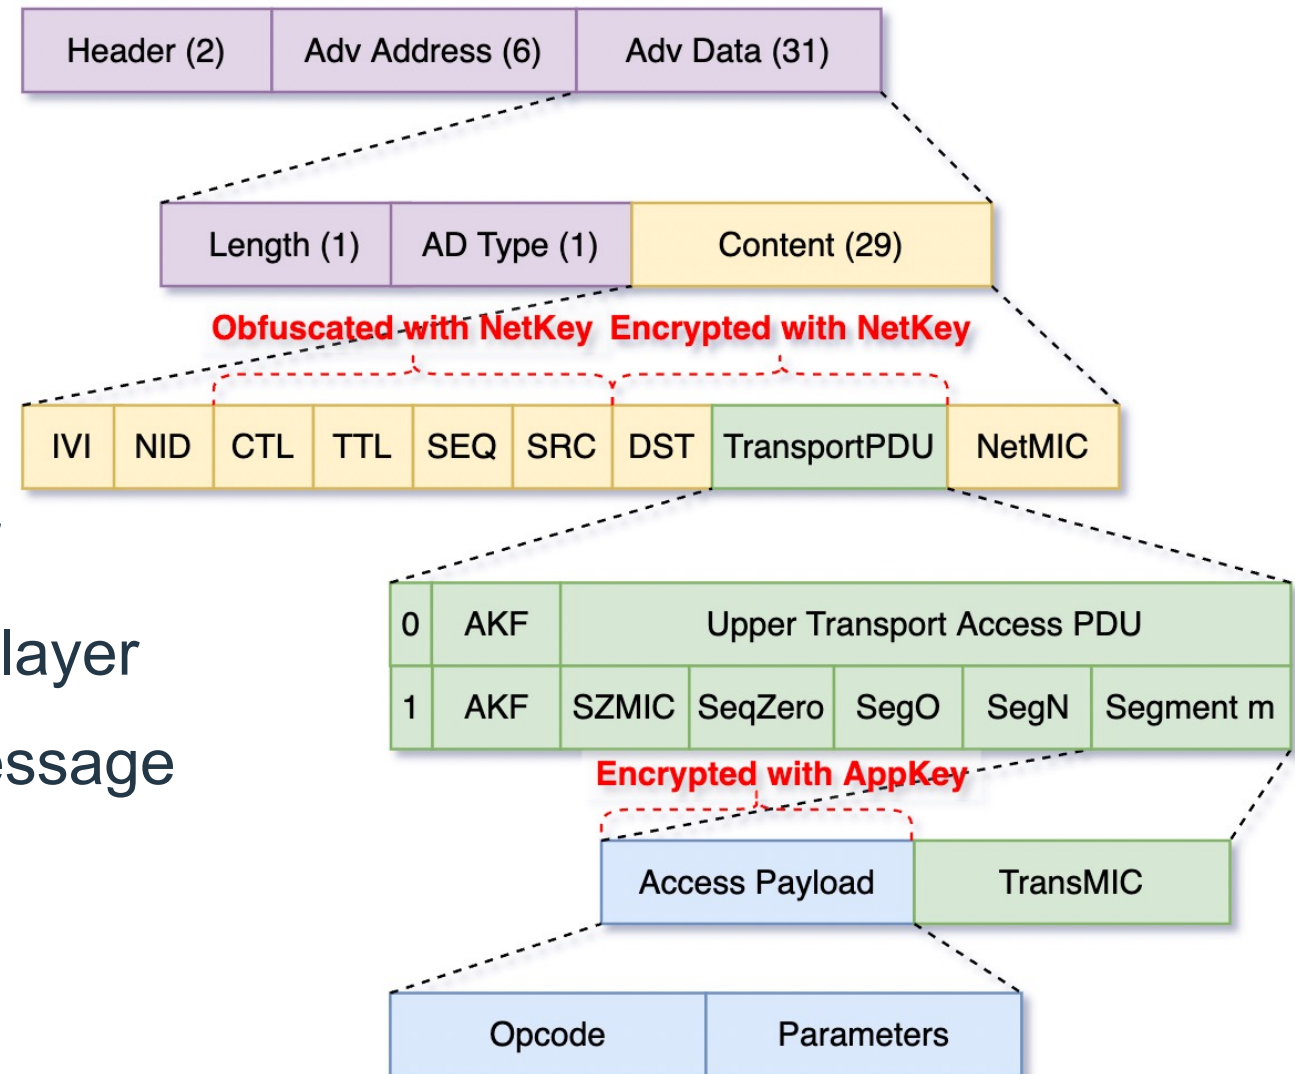 Header (2) Adv Address (6) Adv Data (31)
Length (1) AD Type (1) Content (29)
Obfuscated with NetKey Encrypted with NetKey
IVI NID CTL TTL SEQ SRC DST TransportPDU NetMIC
0 AKF Upper Transport Access PDU
layer
1 AKF SZMIC SeqZero SegO SegN Segment m
essage
Encrypted with AppKey
Access Payload TransMIC
Opcode Parameters